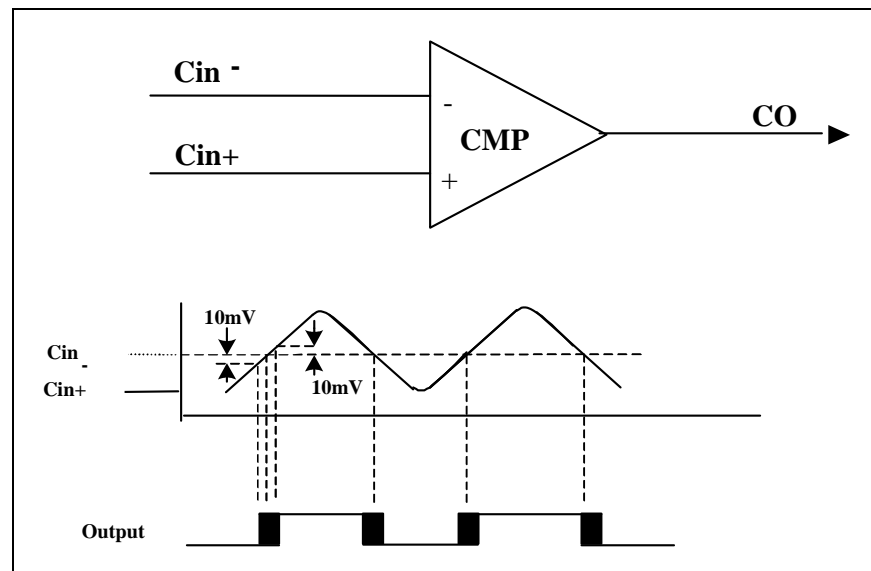 Cin -
-
CMP
CO
Cin+
+
10mV
Cin -
10mV
Cin+
Output